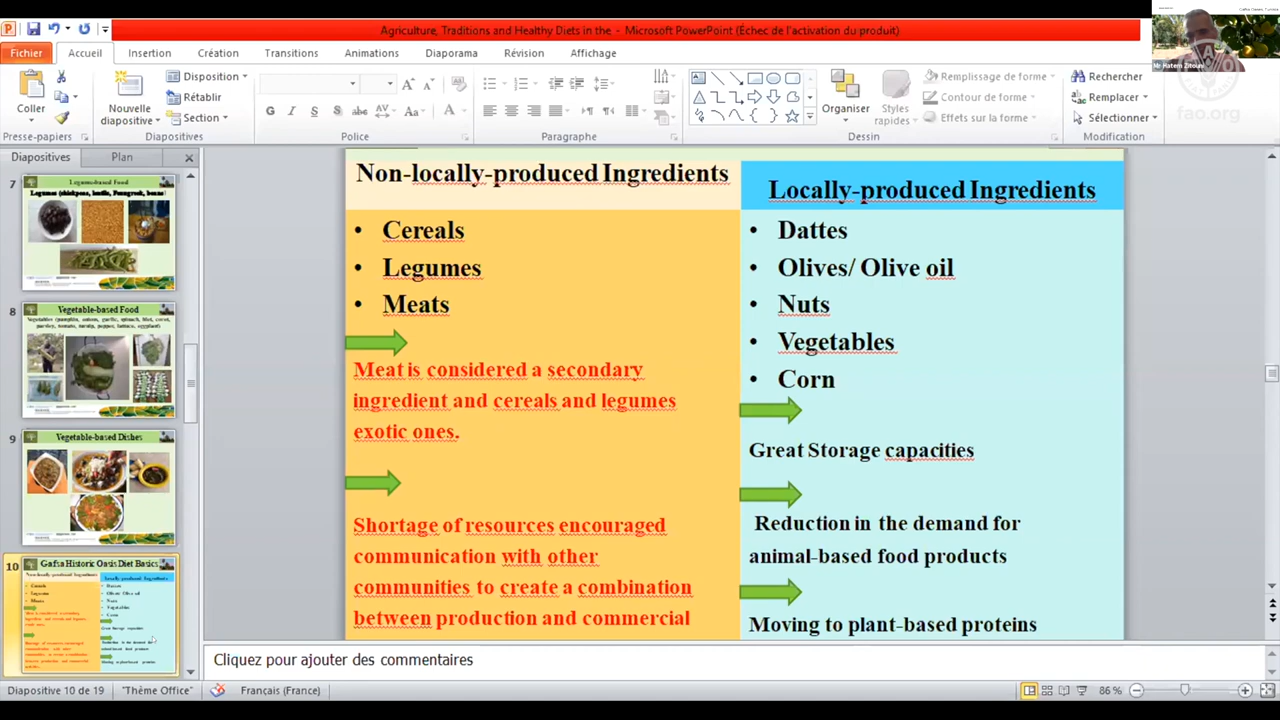 Agriculture, Traditions and Healthy Diets in the - Microsoft PowerPoint (Échec de l'activation du produit)
Mr Hatem Zitouni
fao.org
Fichier
Accueil
Insertion
Création
Transitions
Animations
Diaporama
Révision
Affichage
Coller
Nouvelle diapositive
Disposition
Rétablir
Section
Organiser
Styles rapides
Remplissage de forme
Contour de forme
Effets sur la forme
Rechercher
Remplacer
Sélectionner
Presse-papiers
Diapositives
Police
Paragraphe
Dessin
Modification
Diapositives
Plan
7
Legumes-based Food
8
Vegetable-based Food
9
Vegetable-based Dishes
10
Gafsa Historic Oasis Diet Basics
Non-locally-produced Ingredients
• Cereals
• Legumes
• Meats
Meat is considered a secondary
ingredient and cereals and legumes
exotic ones.
Shortage of resources encouraged
communication with other
communities to create a combination
between production and commercial
Locally-produced Ingredients
• Dattes
• Olives/ Olive oil
• Nuts
• Vegetables
• Corn
Great Storage capacities
Reduction in the demand for
animal-based food products
Moving to plant-based proteins
Cliquez pour ajouter des commentaires
Diapositive 10 de 19
"Thème Office"
Francais (France)
86 %